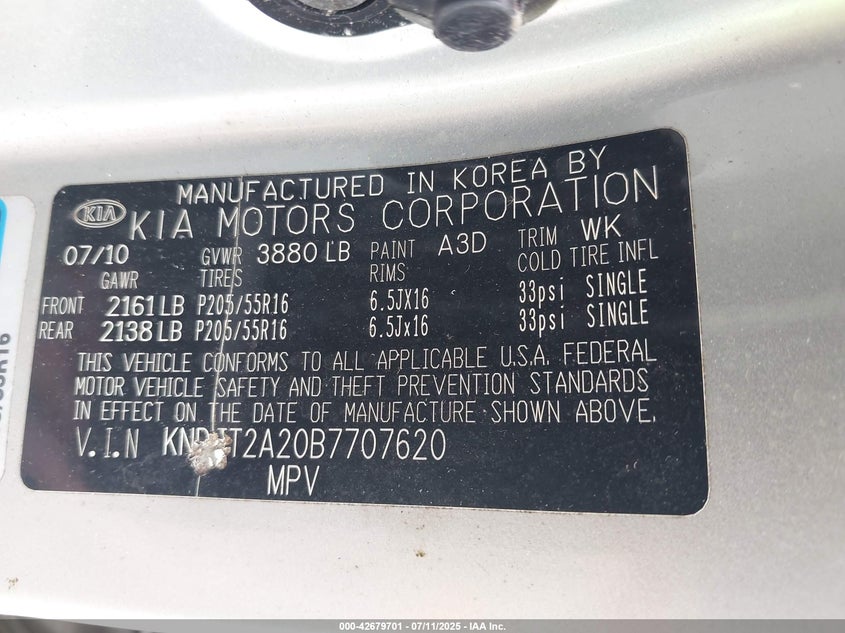 MANUFACTURED IN KOREA BY
KIA KIA MOTORS CORPORATION
07/10 GVWR 3880 LB PAINT A3D TRIM WK
GAWR TIRES RIMS COLD TIRE INFL
FRONT 2161 LB P205/55R16 6.5JX16 33psi SINGLE
REAR 2138 LB P205/55R16 6.5Jx16 33psi SINGLE
THIS VEHICLE CONFORMS TO ALL APPLICABLE U.S.A. FEDERAL
MOTOR VEHICLE SAFETY AND THEFT PREVENTION STANDARDS
IN EFFECT ON THE DATE OF MANUFACTURE SHOWN ABOVE.
V.I.N
MPV
000-42679701 - 07/11/2025 - IAA Inc.